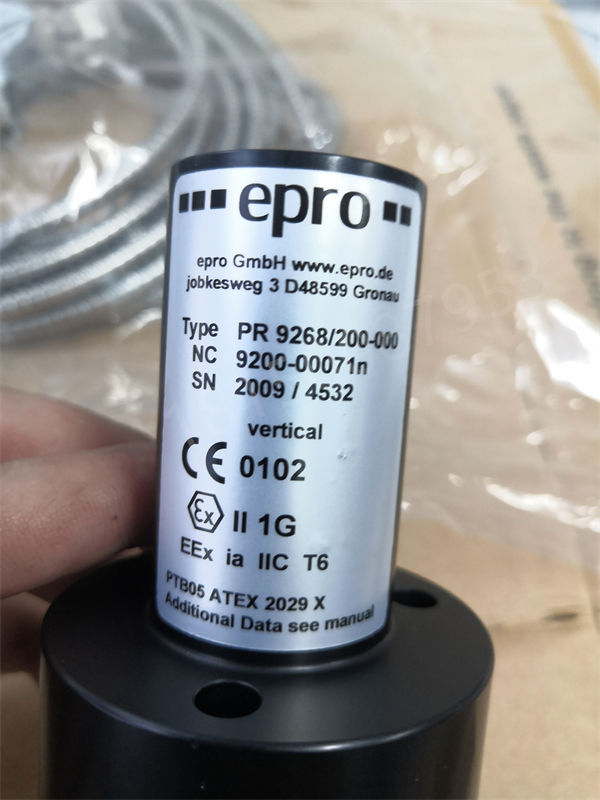 epro
epro GmbH www.epro.de
jobkesweg 3 D48599 Gronau
Type PR 9268/200-000
NC 9200-00071n
SN 2009 / 4532
vertical
CE 0102
Ex II 1G
EEx ia IIC T6
PTB05 ATEX 2029 X
Additional Data see manual